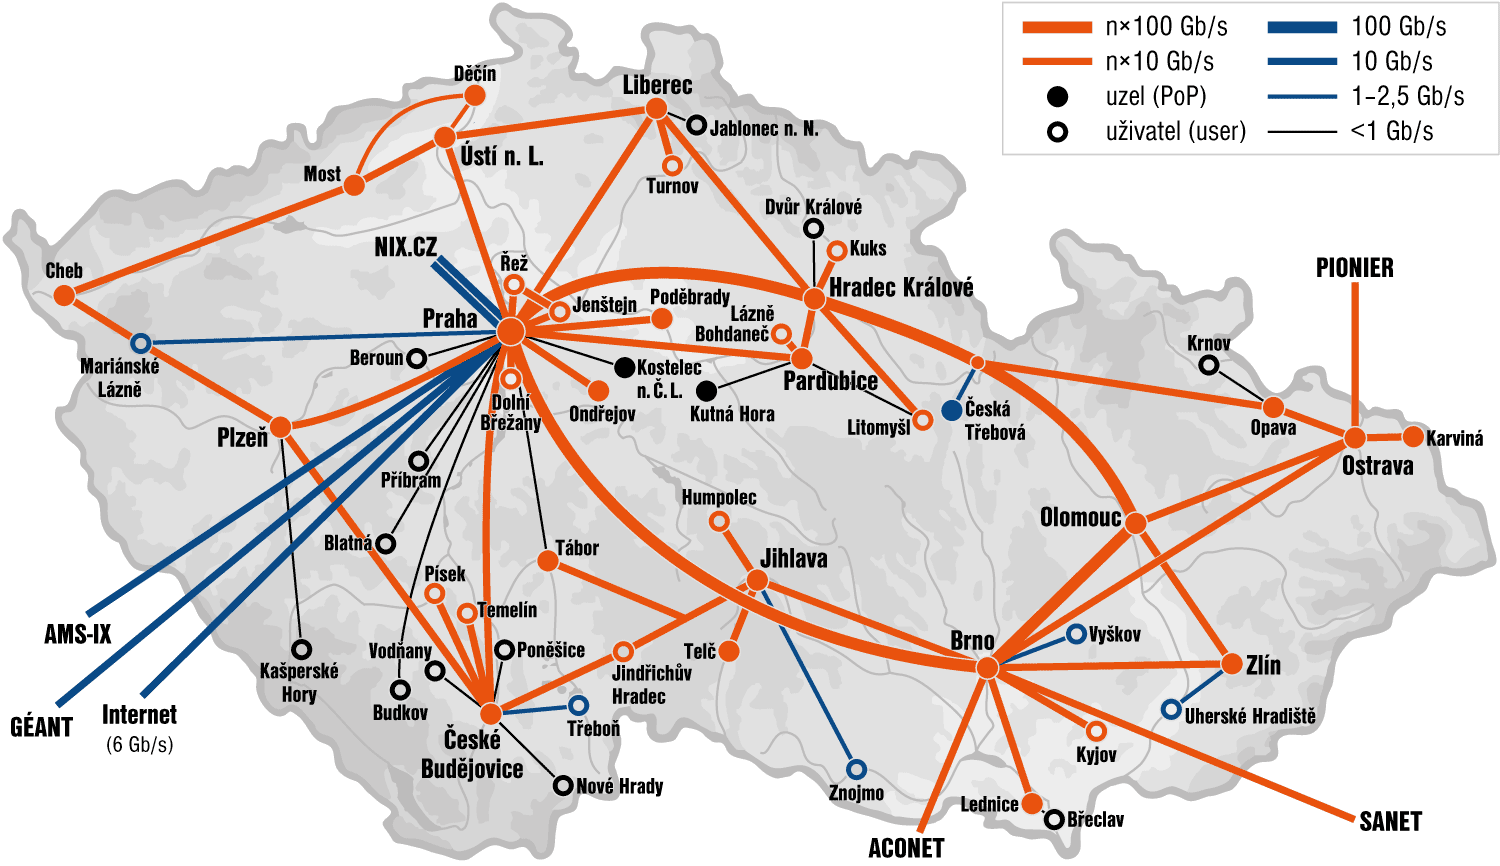 n×100 Gb/s
100 Gb/s
n×10 Gb/s
10 Gb/s
uzel (PoP)
1–2,5 Gb/s
uživatel (user)
<1 Gb/s
Děčín
Liberec
Jablonec n. N.
Ústí n. L.
Most
Turnov
Dvůr Králové
Kuks
NIX.CZ
Řež
Cheb
PIONIER
Hradec Králové
Jenštejn
Poděbrady
Praha
Lázně
Bohdaneč
Krnov
Beroun
Mariánské
Lázně
Kostelec
n. Č. L.
Pardubice
Dolní
Břežany
Ondřejov
Kutná Hora
Litomyšl
Česká
Třebová
Opava
Karviná
Plzeň
Ostrava
Příbram
Humpolec
Olomouc
Blatná
Tábor
Jihlava
Písek
Temelín
AMS-IX
Vyškov
Brno
Vodňany
Poněšice
Telč
Zlín
Kašperské
Hory
Jindřichův
Hradec
Budkov
GÉANT
Internet
(6 Gb/s)
Třeboň
Uherské Hradiště
České
Budějovice
Kyjov
Nové Hrady
Znojmo
Lednice
Břeclav
SANET
ACONET